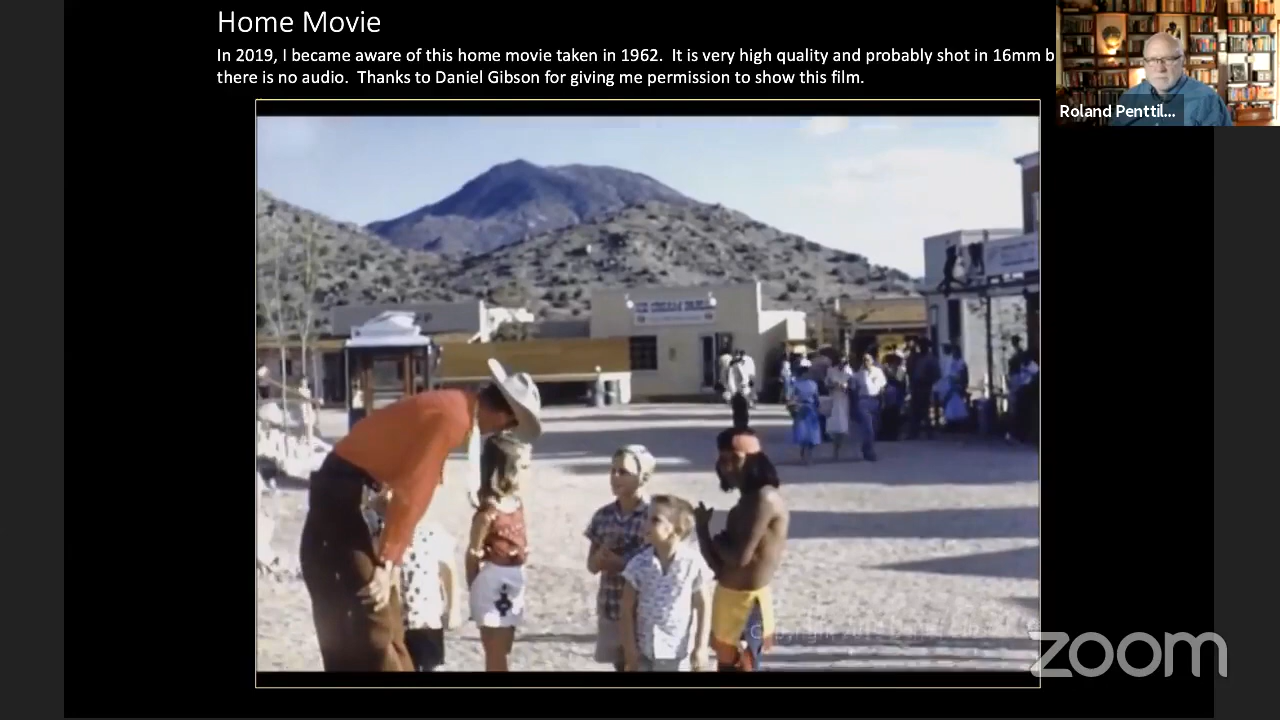 Home Movie
In 2019, I became aware of this home movie taken in 1962.  It is very high quality and probably shot in 16mm b
there is no audio.  Thanks to Daniel Gibson for giving me permission to show this film.
Roland Penttil...
ICE CREAM
zoom